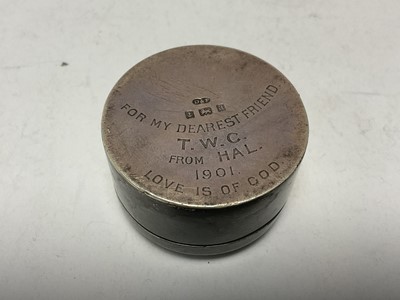 FOR MY DEAREST FRIEND.
T. W. C.
FROM HAL.
1901.
LOVE IS OF GOD.